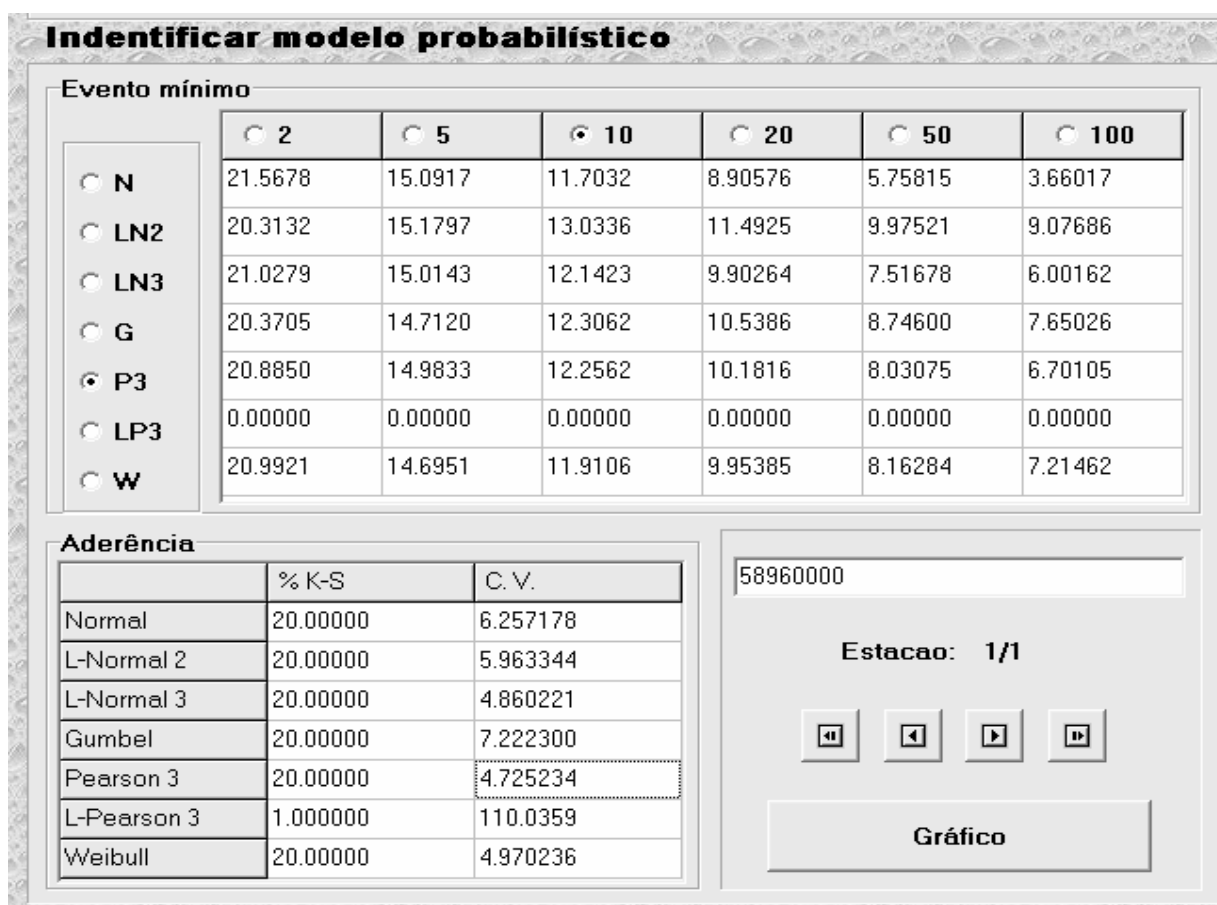 Indentificar modelo probabilístico
Evento mínimo
2 5 10 20 50 100
N 21.5678 15.0917 11.7032 8.90576 5.75815 3.66017
LN2 20.3132 15.1797 13.0336 11.4925 9.97521 9.07686
LN3 21.0279 15.0143 12.1423 9.90264 7.51678 6.00162
G 20.3705 14.7120 12.3062 10.5386 8.74600 7.65026
P3 20.8850 14.9833 12.2562 10.1816 8.03075 6.70105
LP3 0.00000 0.00000 0.00000 0.00000 0.00000 0.00000
W 20.9921 14.6951 11.9106 9.95385 8.16284 7.21462
Aderência
% K-S C. V.
Normal 20.00000 6.257178
L-Normal 2 20.00000 5.963344
L-Normal 3 20.00000 4.860221
Gumbel 20.00000 7.222300
Pearson 3 20.00000 4.725234
L-Pearson 3 1.000000 110.0359
Weibull 20.00000 4.970236
58960000
Estacao: 1/1
Gráfico